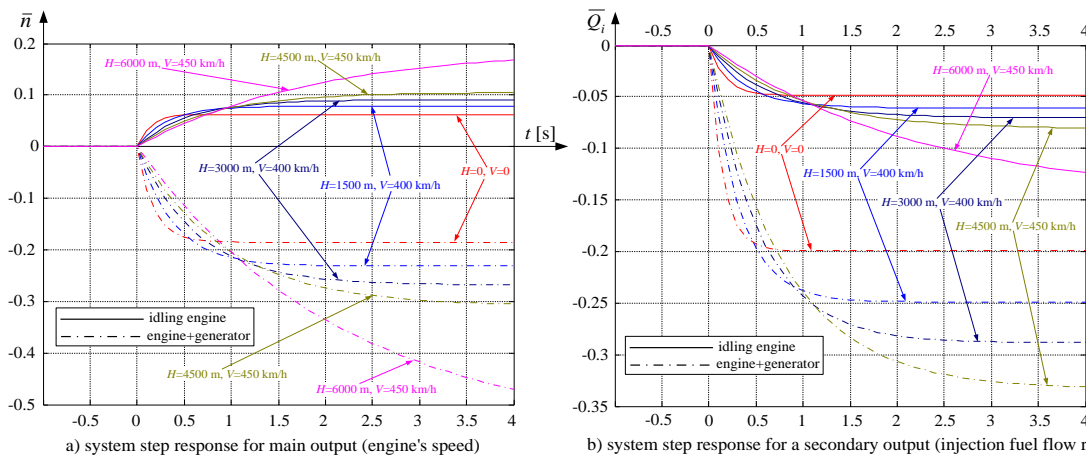 n̅
0.2
0.1
0
-0.1
-0.2
-0.3
-0.4
-0.5
H=6000 m, V=450 km/h
H=4500 m, V=450 km/h
t [s]
H=3000 m, V=400 km/h
H=1500 m, V=400 km/h
H=0, V=0
idling engine
engine+generator
H=4500 m, V=450 km/h
H=6000 m, V=450 km/h
-0.5 0 0.5 1 1.5 2 2.5 3 3.5 4
a) system step response for main output (engine's speed)
Q̅i
-0.5 0 0.5 1 1.5 2 2.5 3 3.5 4
0
-0.05
-0.1
-0.15
-0.2
-0.25
-0.3
-0.35
H=6000 m, V=450
H=0, V=0
H=1500 m, V=400 km/h
H=3000 m, V=400 km/h
H=4500 m, V=450
idling engine
engine+generator
-0.5 0 0.5 1 1.5 2 2.5 3 3.5 4
b) system step response for a secondary output (injection fuel flow r